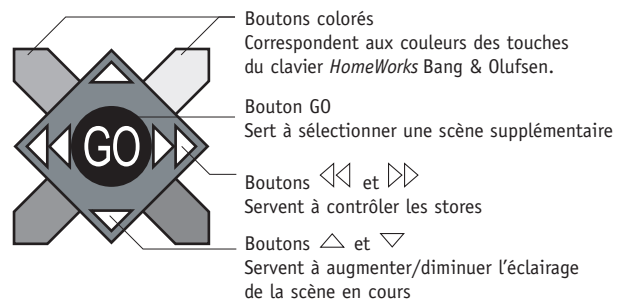 Boutons colorés
Correspondent aux couleurs des touches
du clavier HomeWorks Bang & Olufsen.
GO
Bouton GO
Sert à sélectionner une scène supplémentaire
Boutons ◁◁ et ▷▷
Servent à contrôler les stores
Boutons △ et ▽
Servent à augmenter/diminuer l'éclairage
de la scène en cours